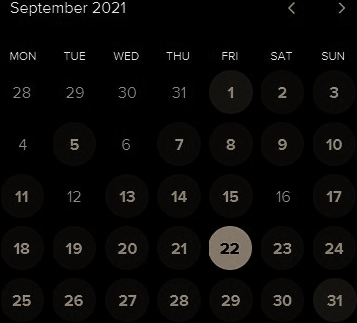 September 2021
MON TUE WED THU FRI SAT SUN
28 29 30 31 1 2 3
4 5 6 7 8 9 10
11 12 13 14 15 16 17
18 19 20 21 22 23 24
25 26 27 28 29 30 31